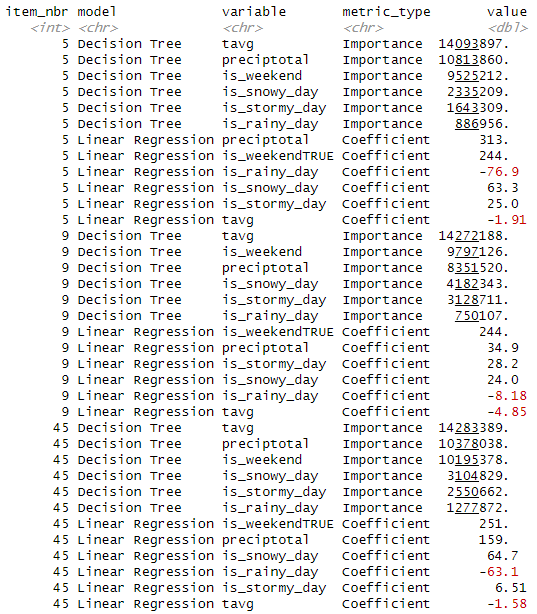 item_nbr model variable metric_type value
<int> <chr> <chr> <chr> <dbl>
5 Decision Tree tavg Importance 14093897.
5 Decision Tree preciptotal Importance 10813860.
5 Decision Tree is_weekend Importance 9525212.
5 Decision Tree is_snowy_day Importance 2335209.
5 Decision Tree is_stormy_day Importance 1643309.
5 Decision Tree is_rainy_day Importance 886956.
5 Linear Regression preciptotal Coefficient 313.
5 Linear Regression is_weekendTRUE Coefficient 244.
5 Linear Regression is_rainy_day Coefficient -76.9
5 Linear Regression is_snowy_day Coefficient 63.3
5 Linear Regression is_stormy_day Coefficient 25.0
5 Linear Regression tavg Coefficient -1.91
9 Decision Tree tavg Importance 14272188.
9 Decision Tree is_weekend Importance 9797126.
9 Decision Tree preciptotal Importance 8351520.
9 Decision Tree is_snowy_day Importance 4182343.
9 Decision Tree is_stormy_day Importance 3128711.
9 Decision Tree is_rainy_day Importance 750107.
9 Linear Regression is_weekendTRUE Coefficient 244.
9 Linear Regression preciptotal Coefficient 34.9
9 Linear Regression is_stormy_day Coefficient 28.2
9 Linear Regression is_snowy_day Coefficient 24.0
9 Linear Regression is_rainy_day Coefficient -8.18
9 Linear Regression tavg Coefficient -4.85
45 Decision Tree tavg Importance 14283389.
45 Decision Tree preciptotal Importance 10378038.
45 Decision Tree is_weekend Importance 10195378.
45 Decision Tree is_snowy_day Importance 3104829.
45 Decision Tree is_stormy_day Importance 2550662.
45 Decision Tree is_rainy_day Importance 1277872.
45 Linear Regression is_weekendTRUE Coefficient 251.
45 Linear Regression preciptotal Coefficient 159.
45 Linear Regression is_snowy_day Coefficient 64.7
45 Linear Regression is_rainy_day Coefficient -63.1
45 Linear Regression is_stormy_day Coefficient 6.51
45 Linear Regression tavg Coefficient -1.58